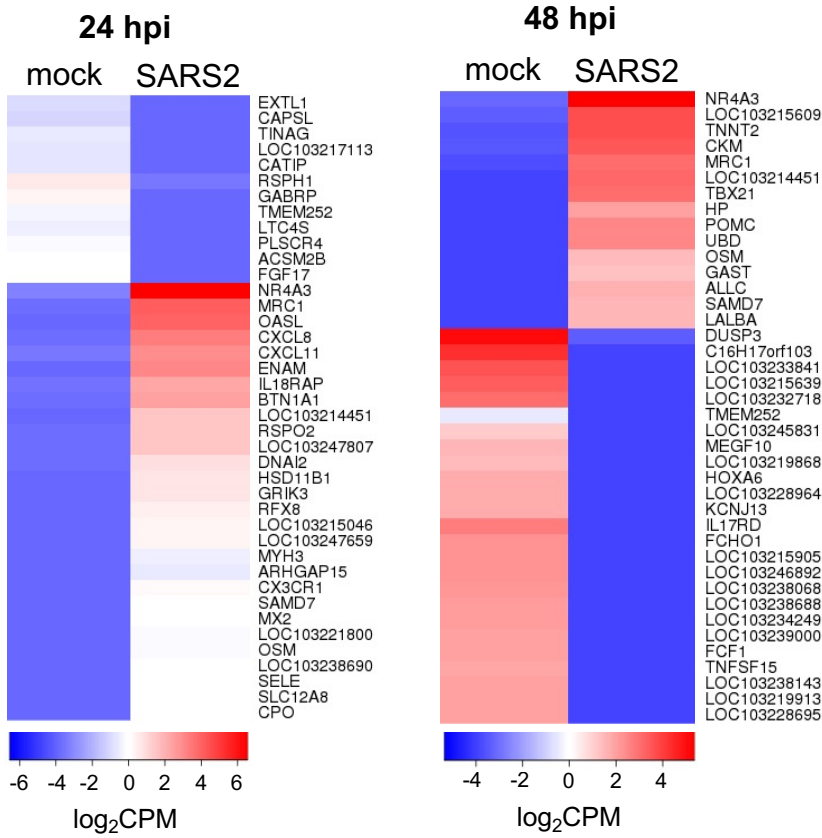 24 hpi
mock SARS2
EXTL1
CAPSL
TINAG
LOC103217113
CATIP
RSPH1
GABRP
TMEM252
LTC4S
PLSCR4
ACSM2B
FGF17
NR4A3
MRC1
OASL
CXCL8
CXCL11
ENAM
IL18RAP
BTN1A1
LOC103214451
RSPO2
LOC103247807
DNAI2
HSD11B1
GRIK3
RFX8
LOC103215046
LOC103247659
MYH3
ARHGAP15
CX3CR1
SAMD7
MX2
LOC103221800
OSM
LOC103238690
SELE
SLC12A8
CPO
-6 -4 -2 0 2 4 6
log₂CPM
48 hpi
mock SARS2
NR4A3
LOC103215609
TNNT2
CKM
MRC1
LOC103214451
TBX21
HP
POMC
UBD
OSM
GAST
ALLC
SAMD7
LALBA
DUSP3
C16H17orf103
LOC103233841
LOC103215639
LOC103232718
TMEM252
LOC103245831
MEGF10
LOC103219868
HOXA6
LOC103228964
KCNJ13
IL17RD
FCHO1
LOC103215905
LOC103246892
LOC103238068
LOC103238688
LOC103234249
LOC103239000
FCF1
TNFSF15
LOC103238143
LOC103219913
LOC103228695
-4 -2 0 2 4
log₂CPM